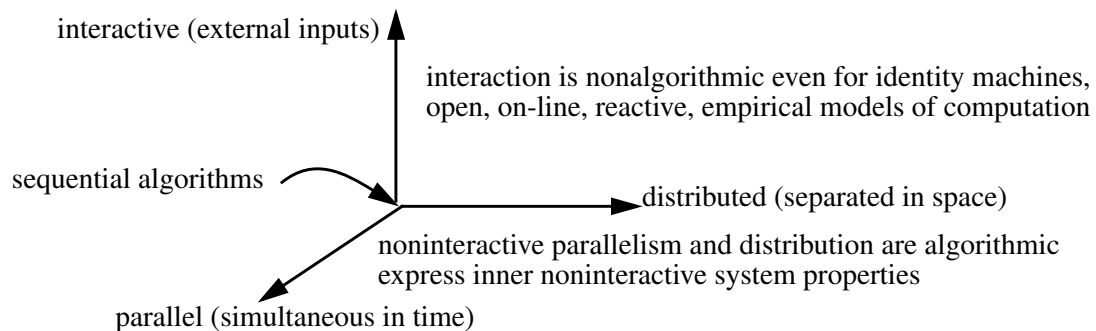 interactive (external inputs)
interaction is nonalgorithmic even for identity machines,
open, on-line, reactive, empirical models of computation
sequential algorithms
distributed (separated in space)
noninteractive parallelism and distribution are algorithmic
express inner noninteractive system properties
parallel (simultaneous in time)